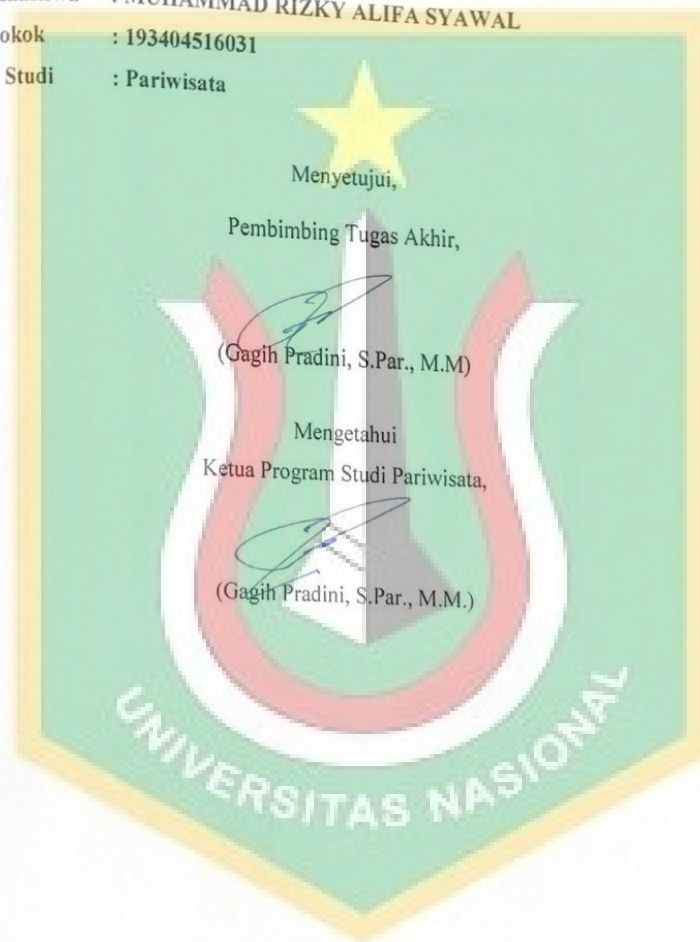 : MUHAMMAD RIZKY ALIFA SYAWAL
okok : 193404516031
Studi : Pariwisata
Menyetujui,
Pembimbing Tugas Akhir,
(Gagih Pradini, S.Par., M.M)
Mengetahui
Ketua Program Studi Pariwisata,
(Gagih Pradini, S.Par., M.M.)
UNIVERSITAS NASIONAL